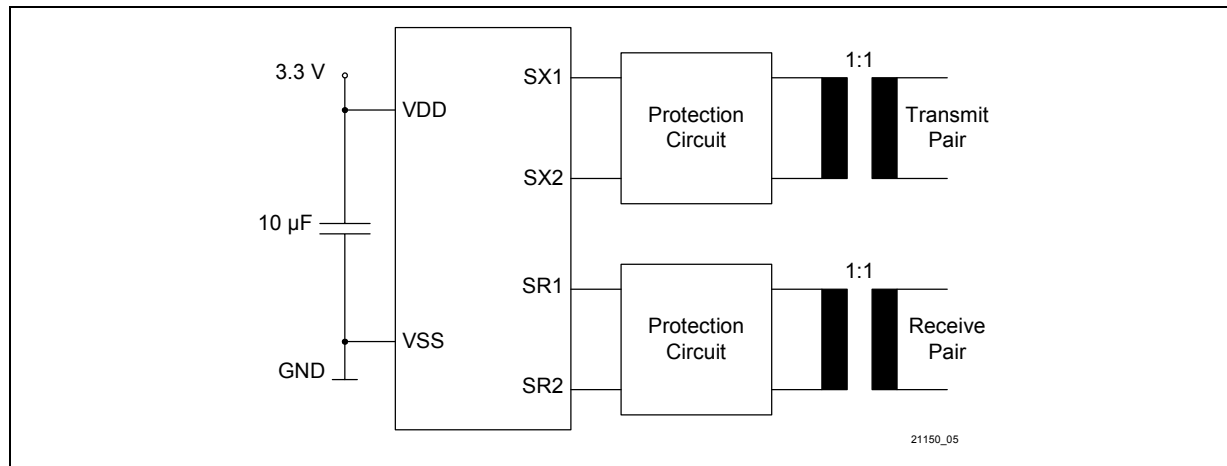 3.3 V
VDD
10 µF
VSS
GND
SX1
SX2
SR1
SR2
Protection
Circuit
1:1
Transmit
Pair
Protection
Circuit
1:1
Receive
Pair
21150_05